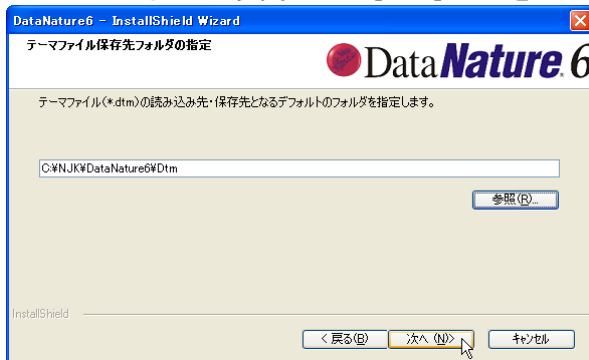 DataNature6 - InstallShield Wizard
テーマファイル保存先フォルダの指定
Data Nature. 6
テーマファイル(*.dtm)の読み込み先・保存先となるデフォルトのフォルダを指定します。
C:¥NJK¥DataNature6¥Dtm
参照(R)...
InstallShield
< 戻る(B)
次へ (N)>
キャンセル